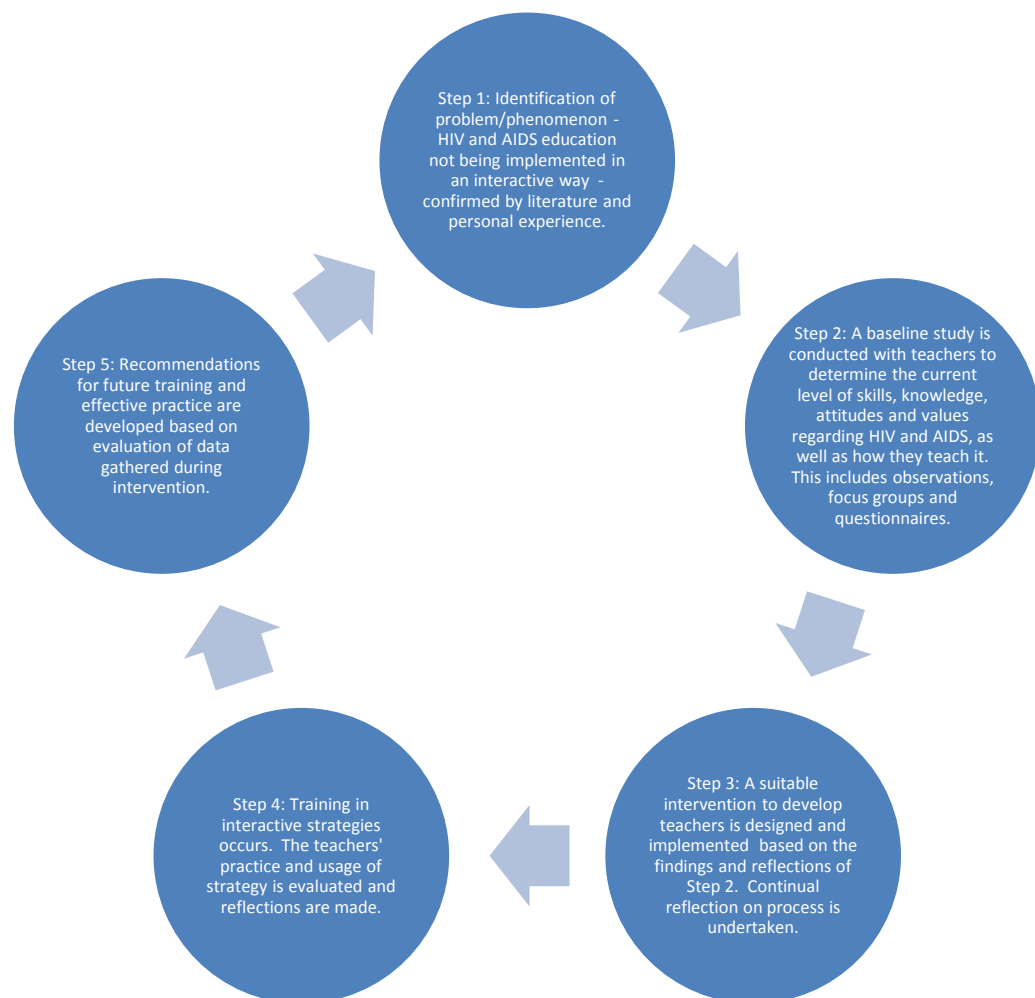 Step 1: Identification of
problem/phenomenon -
HIV and AIDS education
not being implemented in
an interactive way -
confirmed by literature and
personal experience.
Step 2: A baseline study is
conducted with teachers to
determine the current
level of skills, knowledge,
attitudes and values
regarding HIV and AIDS, as
well as how they teach it.
This includes observations,
focus groups and
questionnaires.
Step 3: A suitable
intervention to develop
teachers is designed and
implemented based on the
findings and reflections of
Step 2. Continual
reflection on process is
undertaken.
Step 4: Training in
interactive strategies
occurs. The teachers'
practice and usage of
strategy is evaluated and
reflections are made.
Step 5: Recommendations
for future training and
effective practice are
developed based on
evaluation of data
gathered during
intervention.